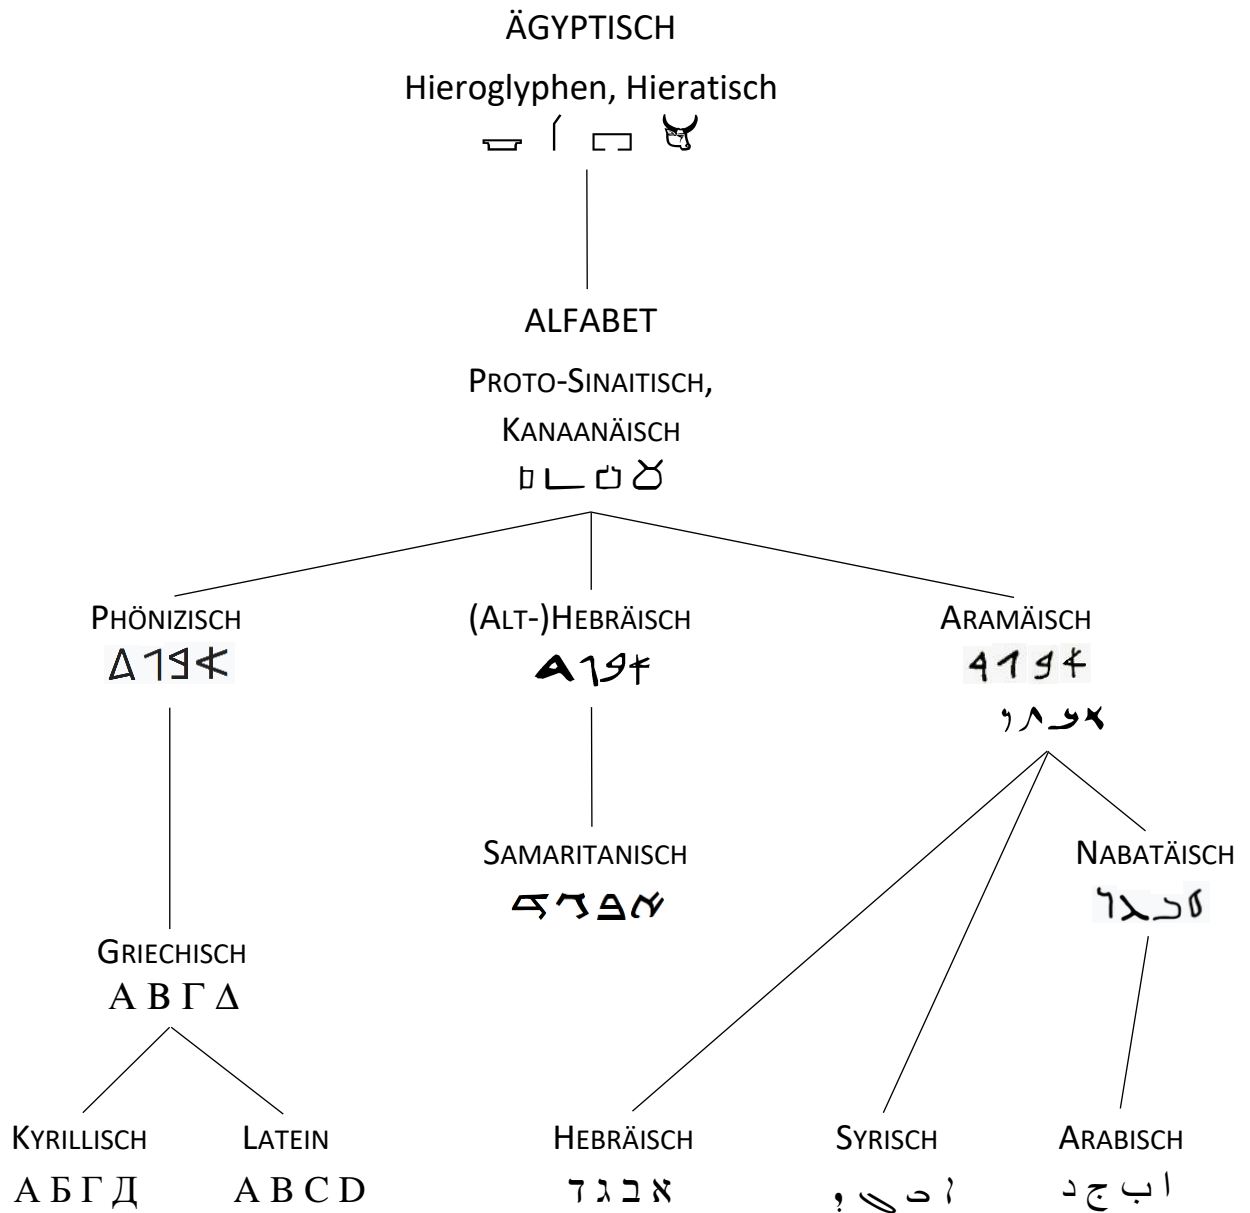 ÄGYPTISCH
Hieroglyphen, Hieratisch
ALFABET
PROTO-SINAITISCH,
KANAANÄISCH
PHÖNIZISCH
(ALT-)HEBRÄISCH
ARAMÄISCH
SAMARITANISCH
NABATÄISCH
GRIECHISCH
Α Β Γ Δ
KYRILLISCH
LATEIN
HEBRÄISCH
SYRISCH
ARABISCH
А Б Г Д
A B C D
א ב ג ד
ܐ ܒ ܓ ܕ
ا ب ج د